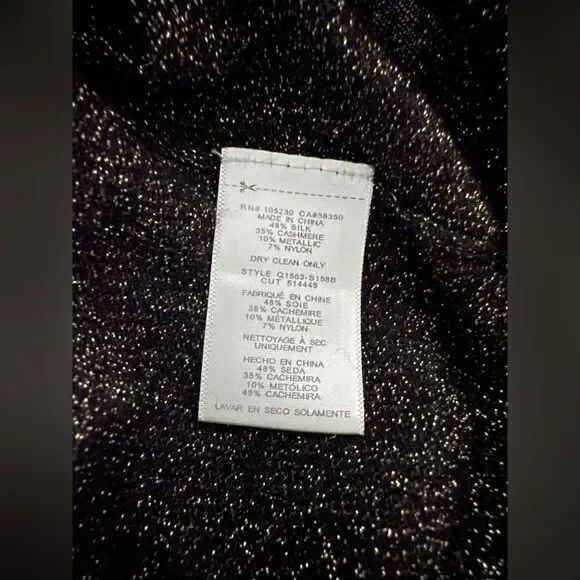 RN# 105230 CA#58350
MADE IN CHINA
48% SILK
35% CASHMERE
10% METALLIC
7% NYLON
DRY CLEAN ONLY
STYLE Q1563-S158B
CUT 514445
FABRIQUÉ EN CHINE
48% SOIE
35% CACHEMIRE
10% MÉTALLIQUE
7% NYLON
NETTOYAGE À SEC
UNIQUEMENT
HECHO EN CHINA
48% SEDA
35% CACHEMIRA
10% METÓLICO
45% CACHEMIRA
LAVAR EN SECO SOLAMENTE